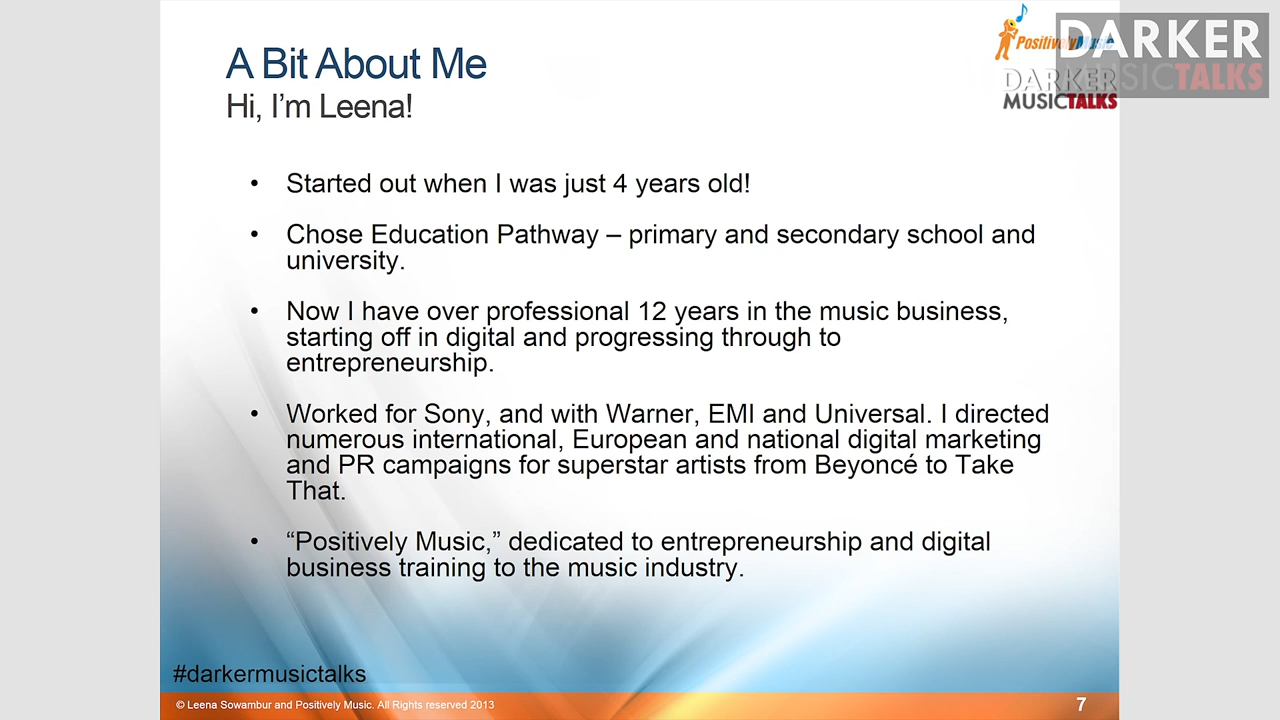 A Bit About Me
Hi, I'm Leena!
Positively Music
DARKER
MUSICTALKS
DARKER
MUSICTALKS
• Started out when I was just 4 years old!
• Chose Education Pathway – primary and secondary school and
university.
• Now I have over professional 12 years in the music business,
starting off in digital and progressing through to
entrepreneurship.
• Worked for Sony, and with Warner, EMI and Universal. I directed
numerous international, European and national digital marketing
and PR campaigns for superstar artists from Beyoncé to Take
That.
• “Positively Music,” dedicated to entrepreneurship and digital
business training to the music industry.
#darkermusictalks
© Leena Sowambur and Positively Music. All Rights reserved 2013
7